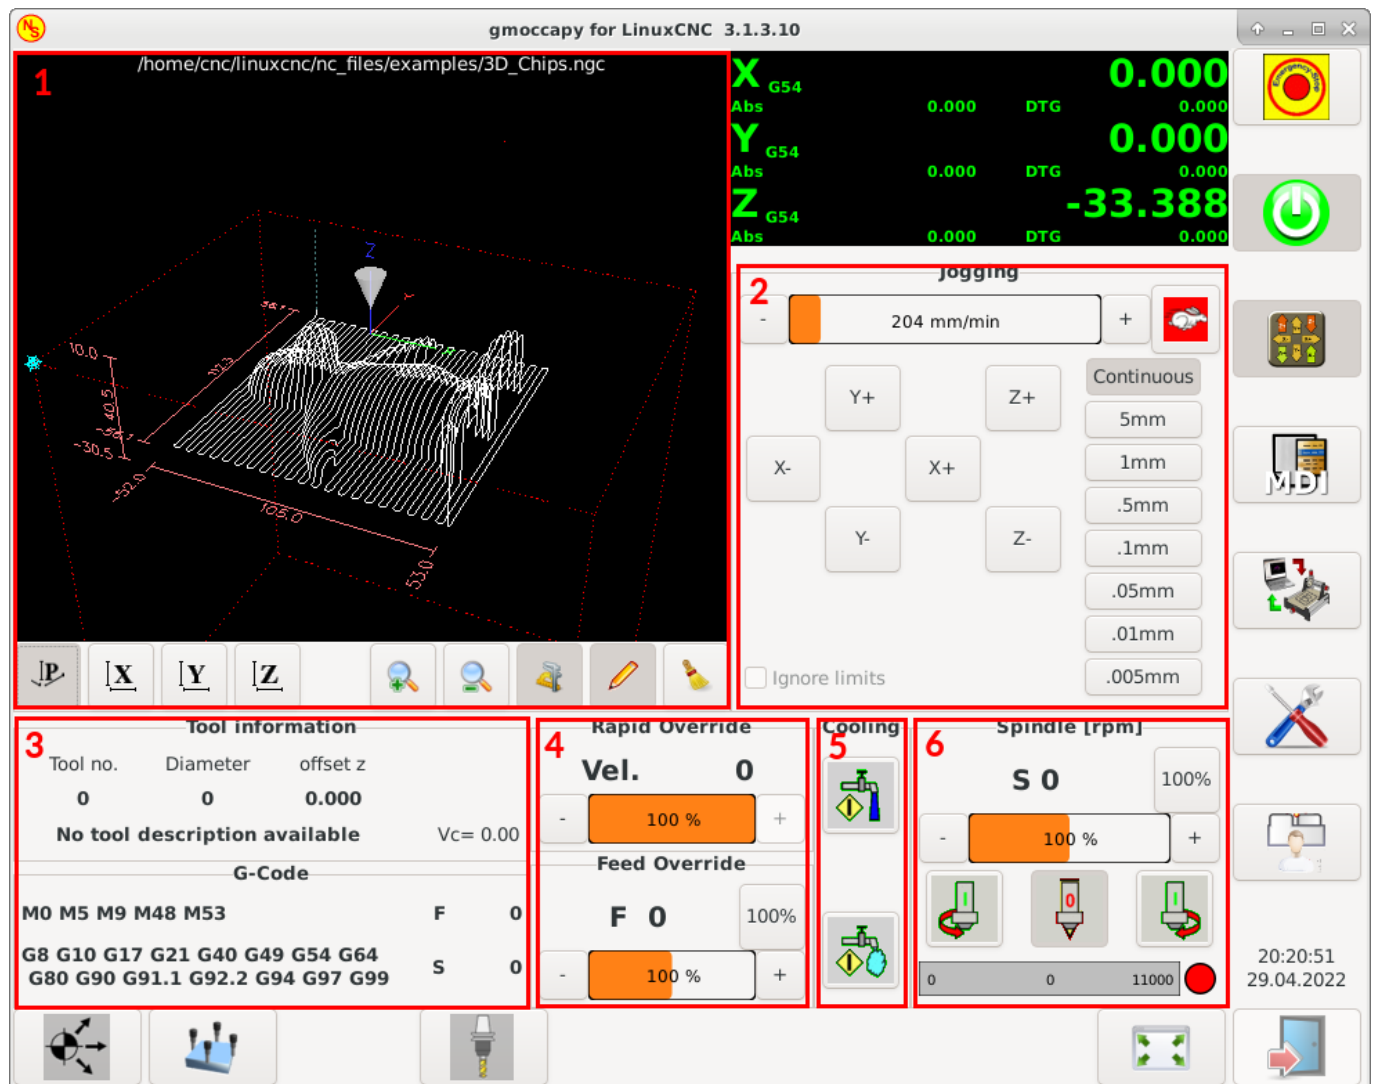 gmoccapy for LinuxCNC 3.1.3.10
/home/cnc/linuxcnc/nc_files/examples/3D_Chips.ngc
1
Z
X
10.0
40.5
-30.5
-52.0
105.0
53.0
P
X
Y
Z
X G54 0.000
Abs 0.000 DTG 0.000
Y G54 0.000
Abs 0.000 DTG 0.000
Z G54 -33.388
Abs 0.000 DTG 0.000
Jogging
2
- 204 mm/min +
Y+ Z+
X- X+
Y- Z-
Continuous
5mm
1mm
.5mm
.1mm
.05mm
.01mm
.005mm
Ignore limits
Emergency-Stop
MDI
3
Tool information
Tool no. Diameter offset z
0 0 0.000
No tool description available Vc= 0.00
G-Code
M0 M5 M9 M48 M53 F 0
G8 G10 G17 G21 G40 G49 G54 G64
G80 G90 G91.1 G92.2 G94 G97 G99
S 0
4
Rapid Override
Vel. 0
- 100 % +
Feed Override
F 0 100%
- 100 % +
5
Cooling
6
Spindle [rpm]
S 0 100%
- 100 % +
I 0 I
0 0 11000
20:20:51
29.04.2022